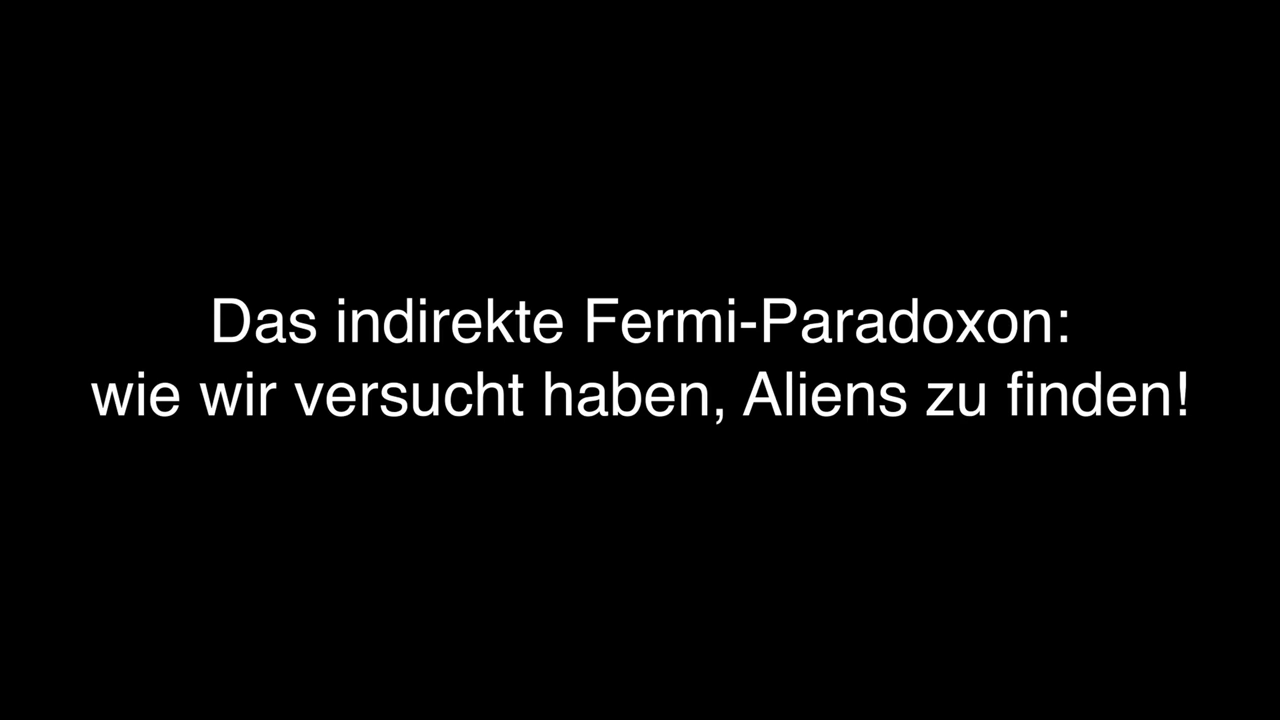 Das indirekte Fermi-Paradoxon:
wie wir versucht haben, Aliens zu finden!